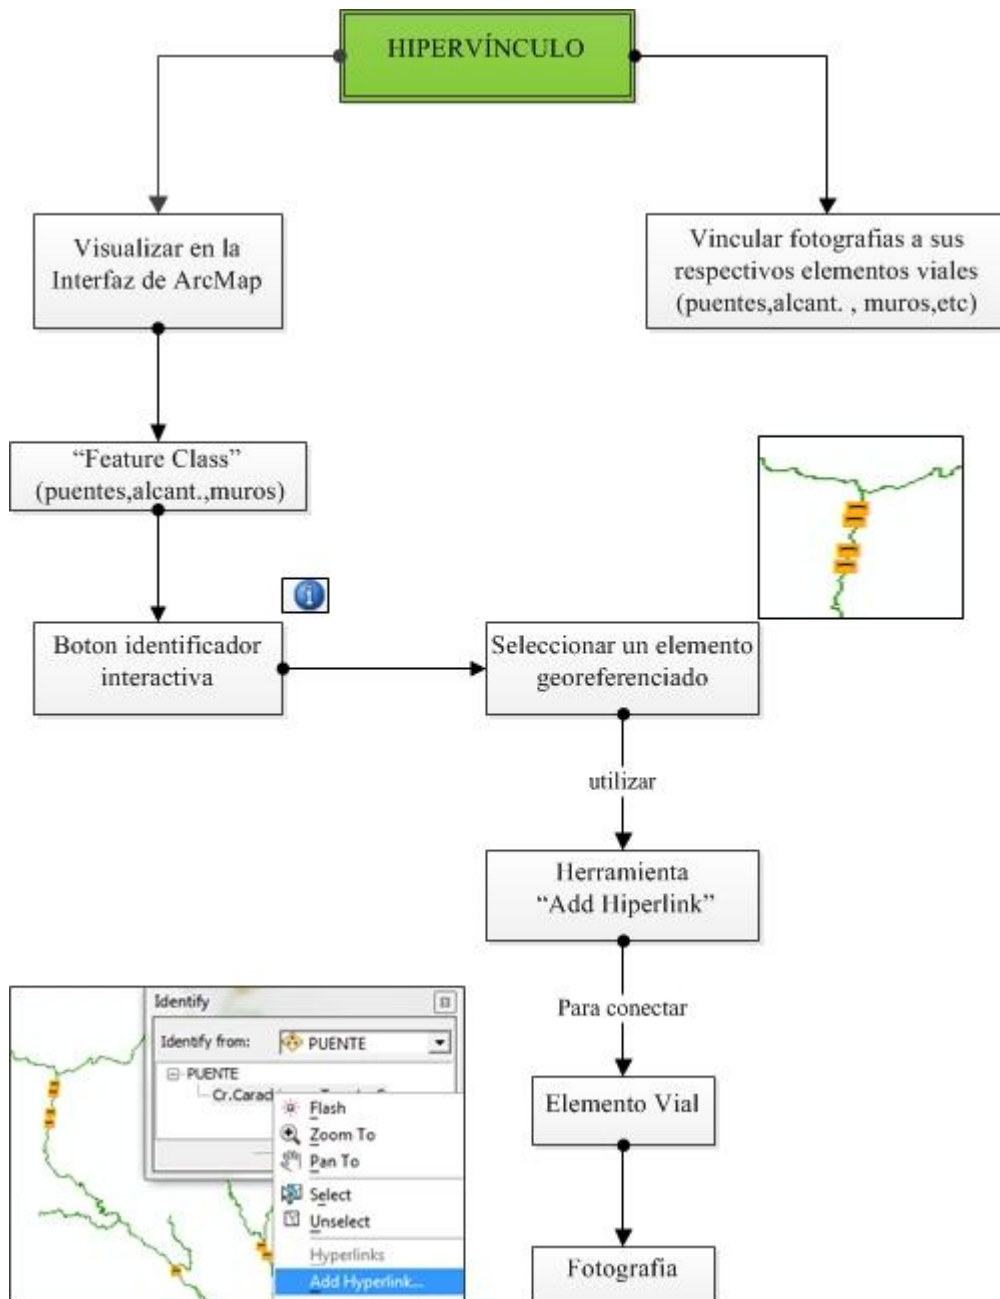 HIPERVÍNCULO
Visualizar en la
Interfaz de ArcMap
Vincular fotografias a sus
respectivos elementos viales
(puentes,alcant. , muros,etc)
“Feature Class”
(puentes,alcant.,muros)
Boton identificador
interactiva
Seleccionar un elemento
georeferenciado
utilizar
Herramienta
“Add Hiperlink”
Para conectar
Elemento Vial
Fotografia
Identify
Identify from:
PUENTE
PUENTE
Flash
Zoom To
Pan To
Select
Unselect
Hyperlinks
Add Hyperlink...